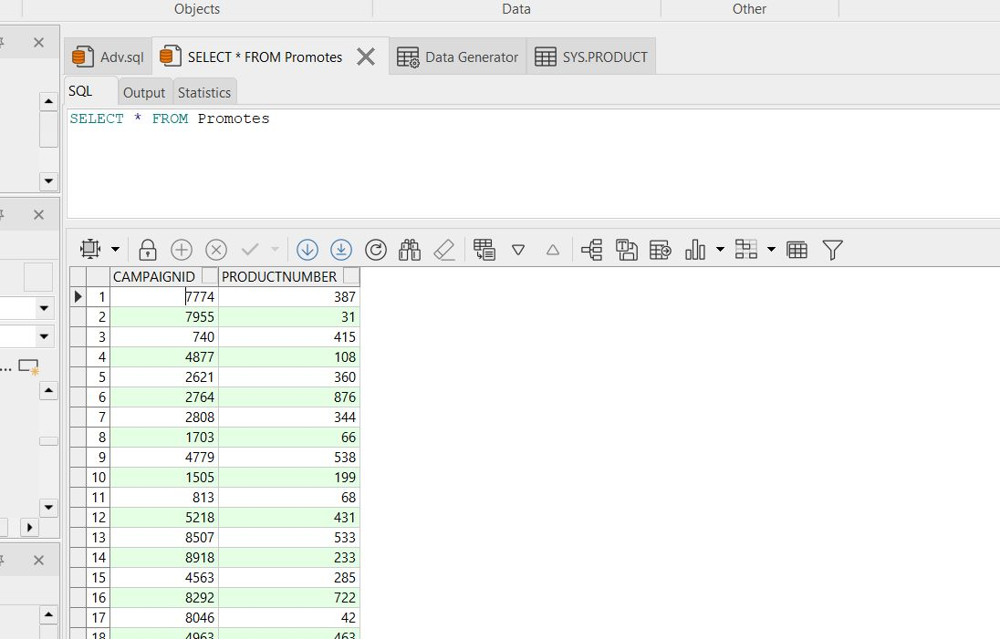 Objects Data Other
Adv.sql SELECT * FROM Promotes Data Generator SYS.PRODUCT
SQL Output Statistics
SELECT * FROM Promotes
CAMPAIGNID PRODUCTNUMBER
1 7774 387
2 7955 31
3 740 415
4 4877 108
5 2621 360
6 2764 876
7 2808 344
8 1703 66
9 4779 538
10 1505 199
11 813 68
12 5218 431
13 8507 533
14 8918 233
15 4563 285
16 8292 722
17 8046 42
18 4963 463